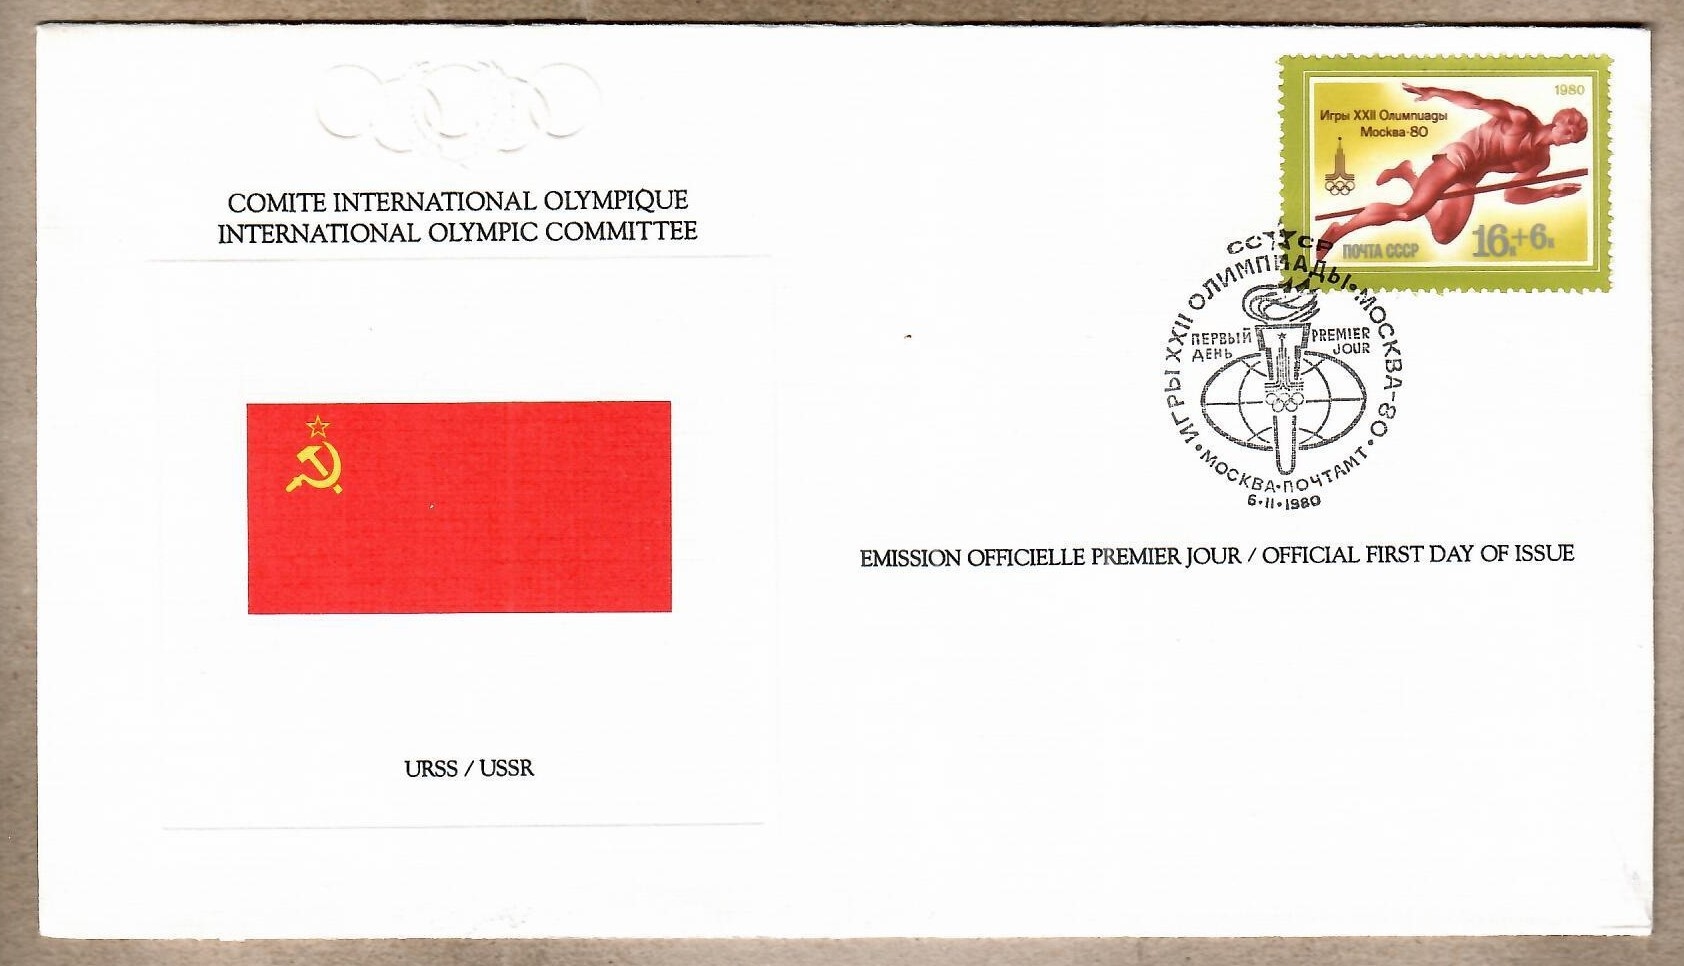 COMITE INTERNATIONAL OLYMPIQUE
INTERNATIONAL OLYMPIC COMMITTEE
URSS / USSR
1980
Игры XXII Олимпиады
Москва-80
ПОЧТА СССР
16к+6к
СССР
ИГРЫ XXII ОЛИМПИАДЫ•МОСКВА-80•
ПЕРВЫЙ
ДЕНЬ
PREMIER
JOUR
МОСКВА•ПОЧТАМТ•
6•II•1980
EMISSION OFFICIELLE PREMIER JOUR / OFFICIAL FIRST DAY OF ISSUE